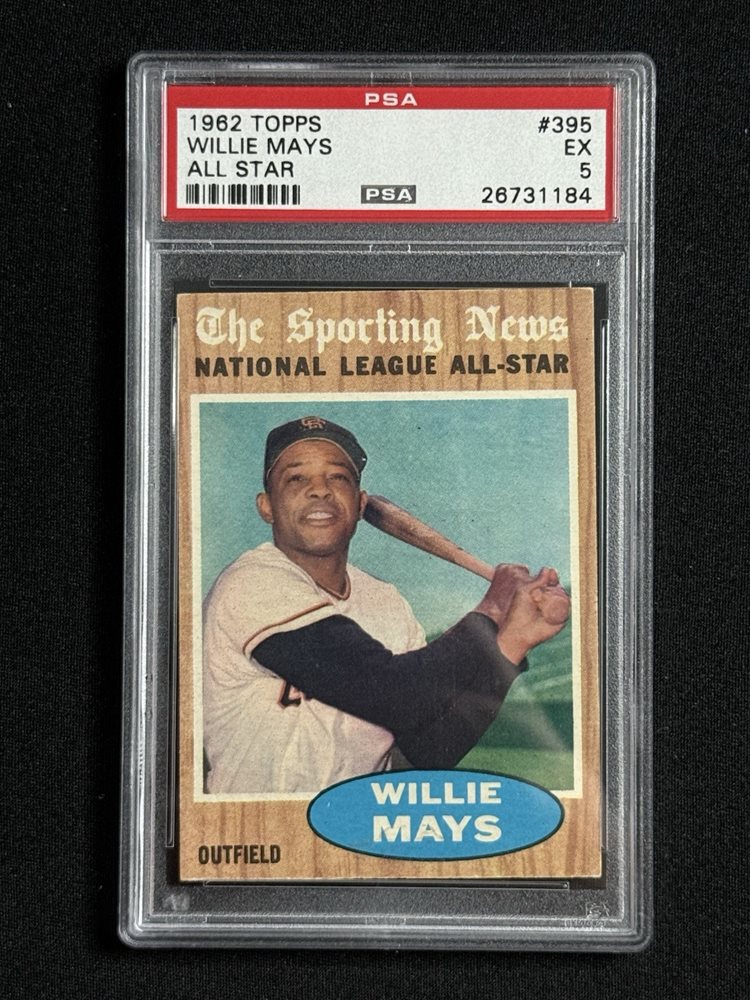 PSA
1962 TOPPS #395
WILLIE MAYS EX
ALL STAR 5
PSA 26731184
The Sporting News
NATIONAL LEAGUE ALL-STAR
SF
WILLIE
MAYS
OUTFIELD